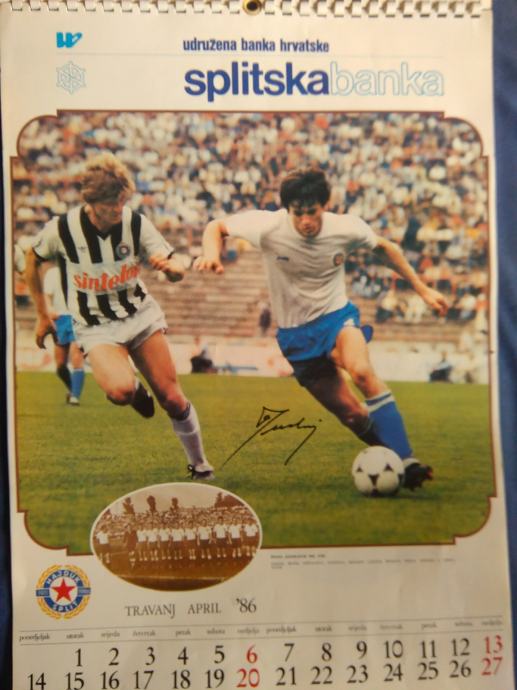 udružena banka hrvatske
splitskabanka
sintelon
HAJDUK
SPLIT
TRAVANJ APRIL '86
ponedjeljak utorak srijeda četvrtak petak subota nedjelja ponedjeljak utorak srijeda četvrtak petak subota nedjelja
1 2 3 4 5 6 7 8 9 10 11 12 13
14 15 16 17 18 19 20 21 22 23 24 25 26 27